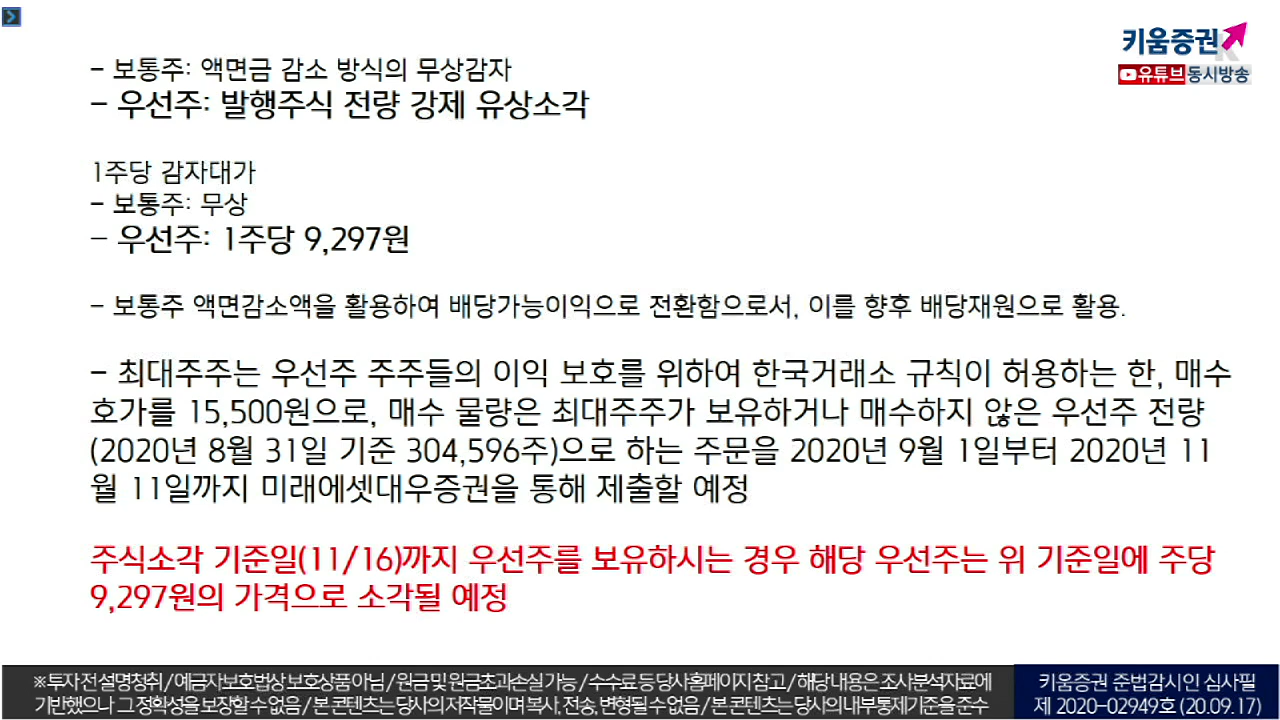 키움증권
유튜브동시방송
- 보통주: 액면금 감소 방식의 무상감자
- 우선주: 발행주식 전량 강제 유상소각
1주당 감자대가
- 보통주: 무상
- 우선주: 1주당 9,297원
- 보통주 액면감소액을 활용하여 배당가능이익으로 전환함으로서, 이를 향후 배당재원으로 활용.
- 최대주주는 우선주 주주들의 이익 보호를 위하여 한국거래소 규칙이 허용하는 한, 매수
호가를 15,500원으로, 매수 물량은 최대주주가 보유하거나 매수하지 않은 우선주 전량
(2020년 8월 31일 기준 304,596주)으로 하는 주문을 2020년 9월 1일부터 2020년 11
월 11일까지 미래에셋대우증권을 통해 제출할 예정
주식소각 기준일(11/16)까지 우선주를 보유하시는 경우 해당 우선주는 위 기준일에 주당
9,297원의 가격으로 소각될 예정
※ 투자 전 설명청취 / 예금자보호법상 보호상품 아님 / 원금 및 원금초과손실 가능 / 수수료 등 당사홈페이지 참고 / 해당 내용은 조사분석자료에
기반했으나 그 정확성을 보장할 수 없음 / 본 콘텐츠는 당사의 저작물이며 복사, 전송, 변형될 수 없음 / 본 콘텐츠는 당사의 내부통제기준을 준수
키움증권 준법감시인 심사필
제 2020-02949호 (20.09.17)